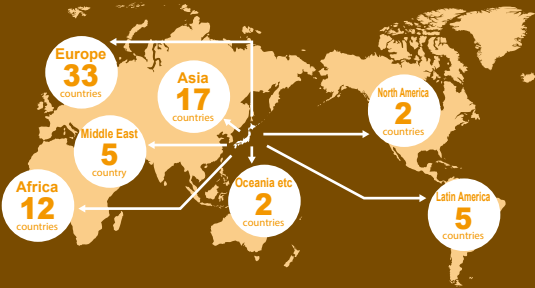 Europe
33
countries
Asia
17
countries
North America
2
countries
Middle East
5
country
Africa
12
countries
Oceania etc
2
countries
Latin America
5
countries